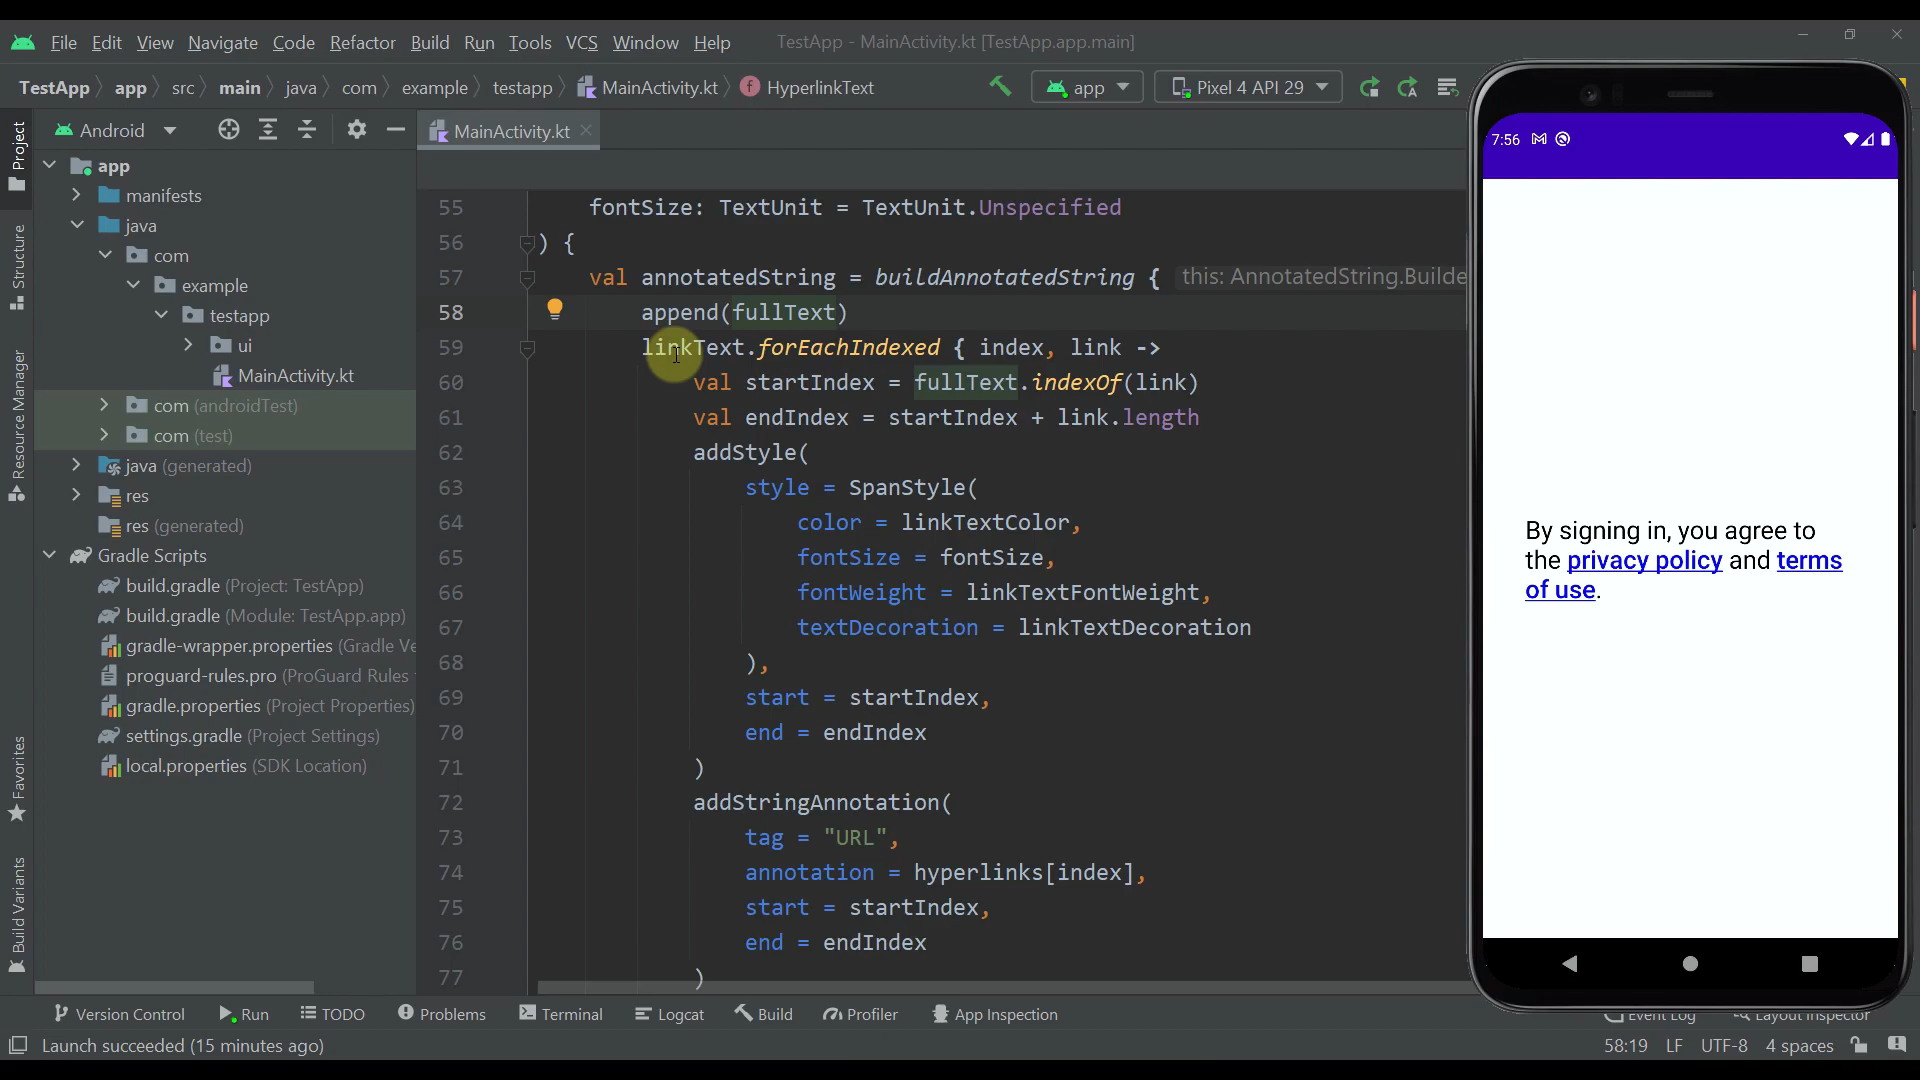 File Edit View Navigate Code Refactor Build Run Tools VCS Window Help TestApp - MainActivity.kt [TestApp.app.main]
TestApp app src main java com example testapp MainActivity.kt HyperlinkText app Pixel 4 API 29
Project
Structure
Resource Manager
Favorites
Build Variants
Android
app
manifests
java
com
example
testapp
ui
MainActivity.kt
com (androidTest)
com (test)
java (generated)
res
res (generated)
Gradle Scripts
build.gradle (Project: TestApp)
build.gradle (Module: TestApp.app)
gradle-wrapper.properties (Gradle Ve
proguard-rules.pro (ProGuard Rules
gradle.properties (Project Properties)
settings.gradle (Project Settings)
local.properties (SDK Location)
MainActivity.kt
55 fontSize: TextUnit = TextUnit.Unspecified
56 ) {
57 val annotatedString = buildAnnotatedString { this: AnnotatedString.Builde
58 append(fullText)
59 linkText.forEachIndexed { index, link ->
60 val startIndex = fullText.indexOf(link)
61 val endIndex = startIndex + link.length
62 addStyle(
63 style = SpanStyle(
64 color = linkTextColor,
65 fontSize = fontSize,
66 fontWeight = linkTextFontWeight,
67 textDecoration = linkTextDecoration
68 ),
69 start = startIndex,
70 end = endIndex
71 )
72 addStringAnnotation(
73 tag = "URL",
74 annotation = hyperlinks[index],
75 start = startIndex,
76 end = endIndex
77 )
7:56
By signing in, you agree to
the privacy policy and terms
of use.
Version Control Run TODO Problems Terminal Logcat Build Profiler App Inspection Event Log Layout Inspector
Launch succeeded (15 minutes ago) 58:19 LF UTF-8 4 spaces